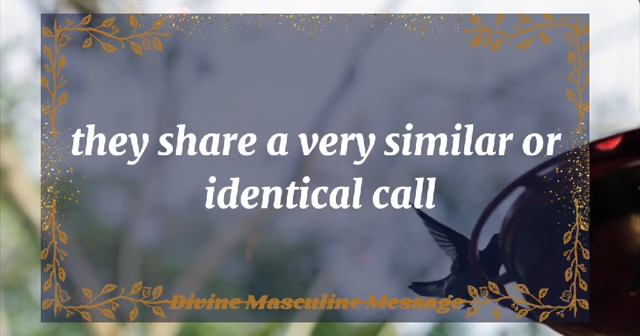 they share a very similar or
identical call
Divine Masculine Message